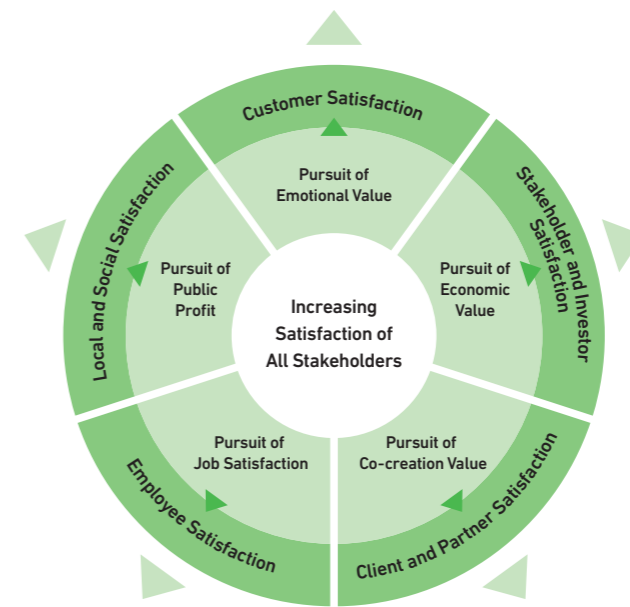 Customer Satisfaction
Pursuit of
Emotional Value
Stakeholder and Investor
Satisfaction
Pursuit of
Economic
Value
Client and Partner Satisfaction
Pursuit of
Co-creation Value
Employee Satisfaction
Pursuit of
Job Satisfaction
Local and Social Satisfaction
Pursuit of
Public
Profit
Increasing
Satisfaction of
All Stakeholders